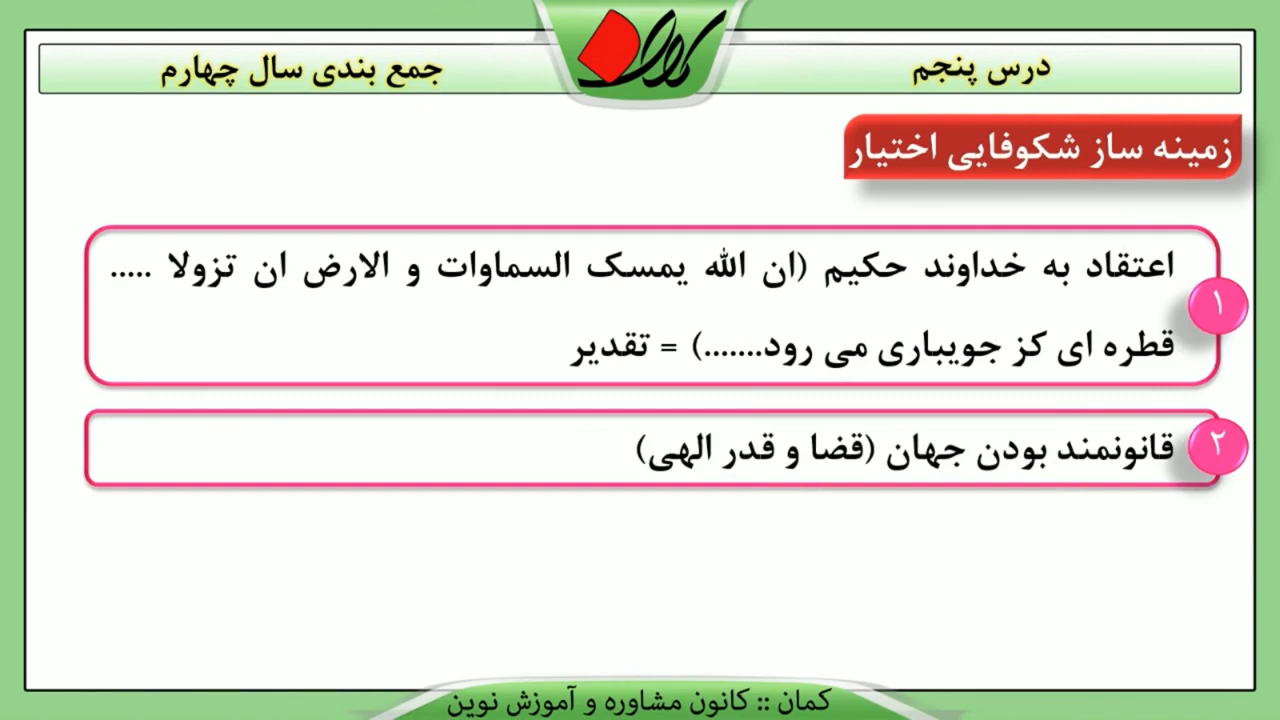 درس پنجم
کمان
جمع بندی سال چهارم
زمینه ساز شکوفایی اختیار
۱
اعتقاد به خداوند حکیم (ان الله یمسک السماوات و الارض ان تزولا .....
قطره ای کز جویباری می رود.......) = تقدیر
۲
قانونمند بودن جهان (قضا و قدر الهی)
کمان :: کانون مشاوره و آموزش نوین